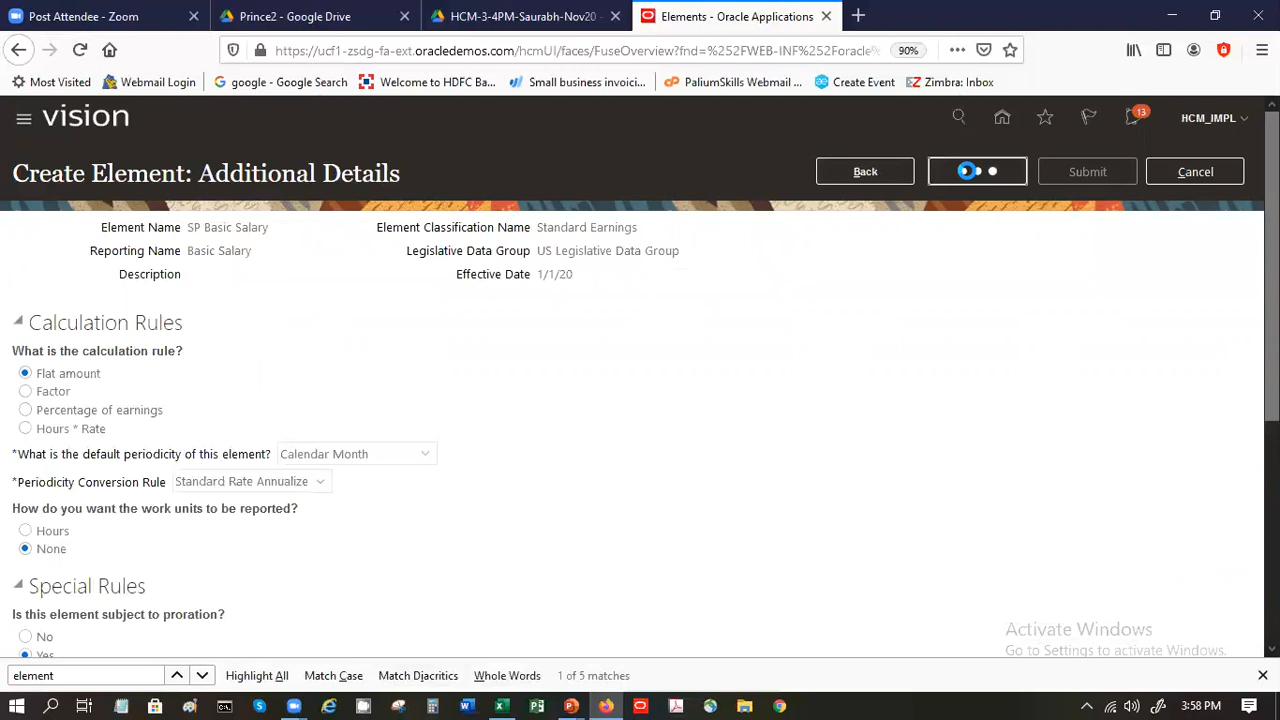 Post Attendee - Zoom
Prince2 - Google Drive
HCM-3-4PM-Saurabh-Nov20 -
Elements - Oracle Applications
https://ucf1-zsdg-fa-ext.oracledemos.com/hcmUI/faces/FuseOverview?fnd=%252FWEB-INF%252Foracle%
90%
Most Visited
Webmail Login
google - Google Search
Welcome to HDFC Ba...
Small business invoici...
PaliumSkills Webmail ...
Create Event
Zimbra: Inbox
vision
13
HCM_IMPL
Create Element: Additional Details
Back
Submit
Cancel
Element Name SP Basic Salary
Element Classification Name Standard Earnings
Reporting Name Basic Salary
Legislative Data Group US Legislative Data Group
Description
Effective Date 1/1/20
Calculation Rules
What is the calculation rule?
Flat amount
Factor
Percentage of earnings
Hours * Rate
*What is the default periodicity of this element? Calendar Month
*Periodicity Conversion Rule Standard Rate Annualize
How do you want the work units to be reported?
Hours
None
Special Rules
Is this element subject to proration?
No
Yes
Activate Windows
Go to Settings to activate Windows.
element
Highlight All
Match Case
Match Diacritics
Whole Words
1 of 5 matches
3:58 PM